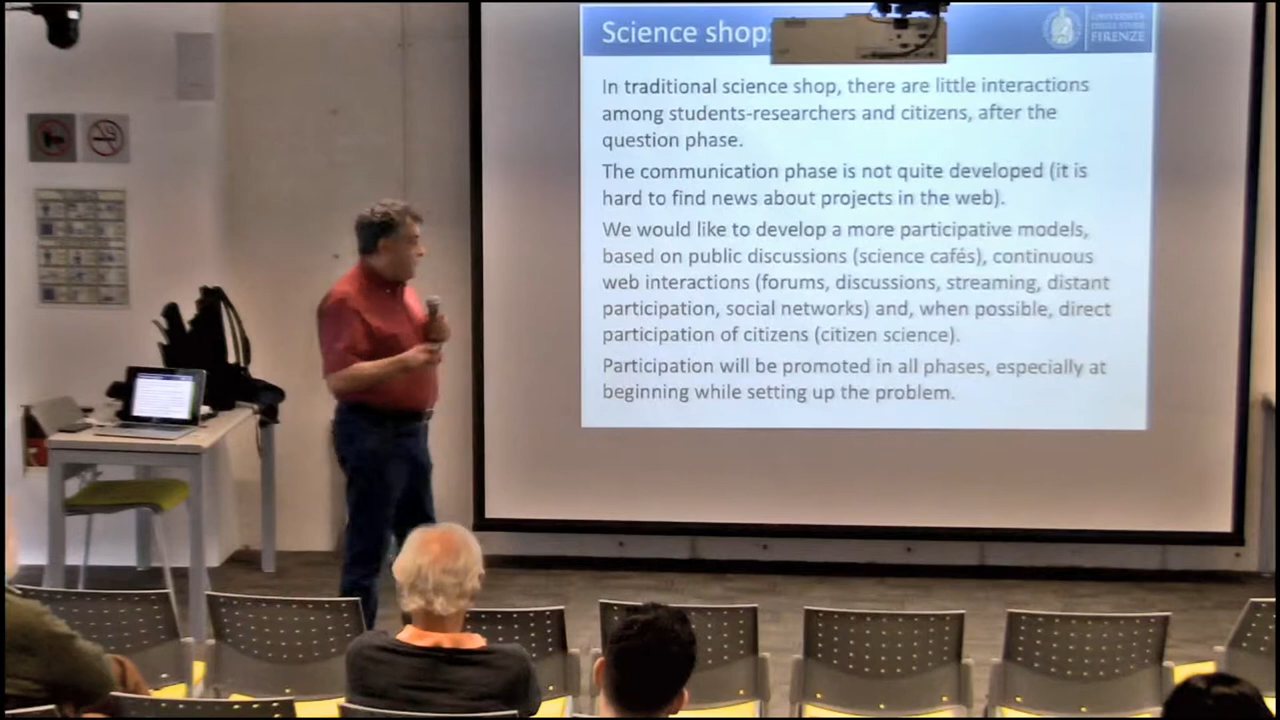 Science shop
UNIVERSITÀ
DEGLI STUDI
FIRENZE
In traditional science shop, there are little interactions
among students-researchers and citizens, after the
question phase.
The communication phase is not quite developed (it is
hard to find news about projects in the web).
We would like to develop a more participative models,
based on public discussions (science cafés), continuous
web interactions (forums, discussions, streaming, distant
participation, social networks) and, when possible, direct
participation of citizens (citizen science).
Participation will be promoted in all phases, especially at
beginning while setting up the problem.